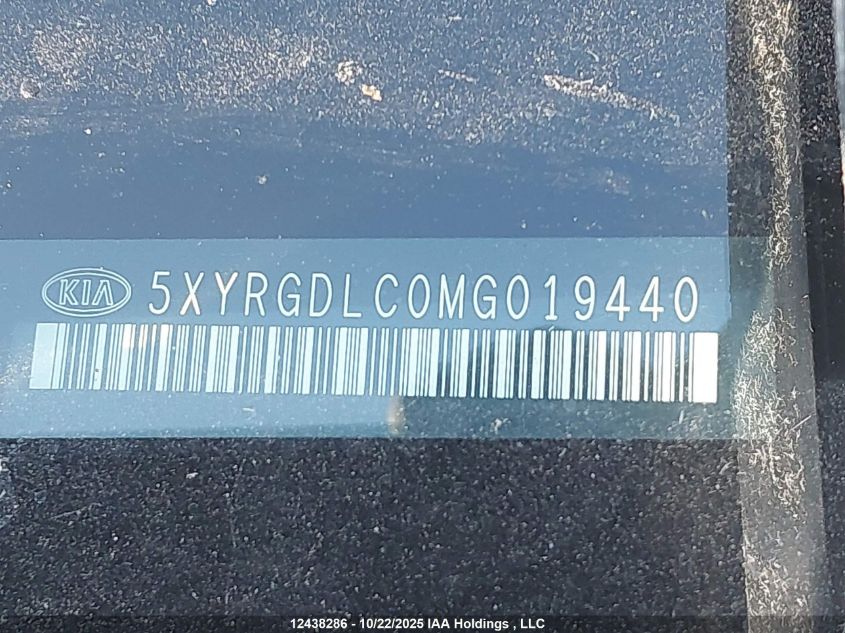 KIA 5XYRGDLC0MG019440
12438286 - 10/22/2025 IAA Holdings , LLC